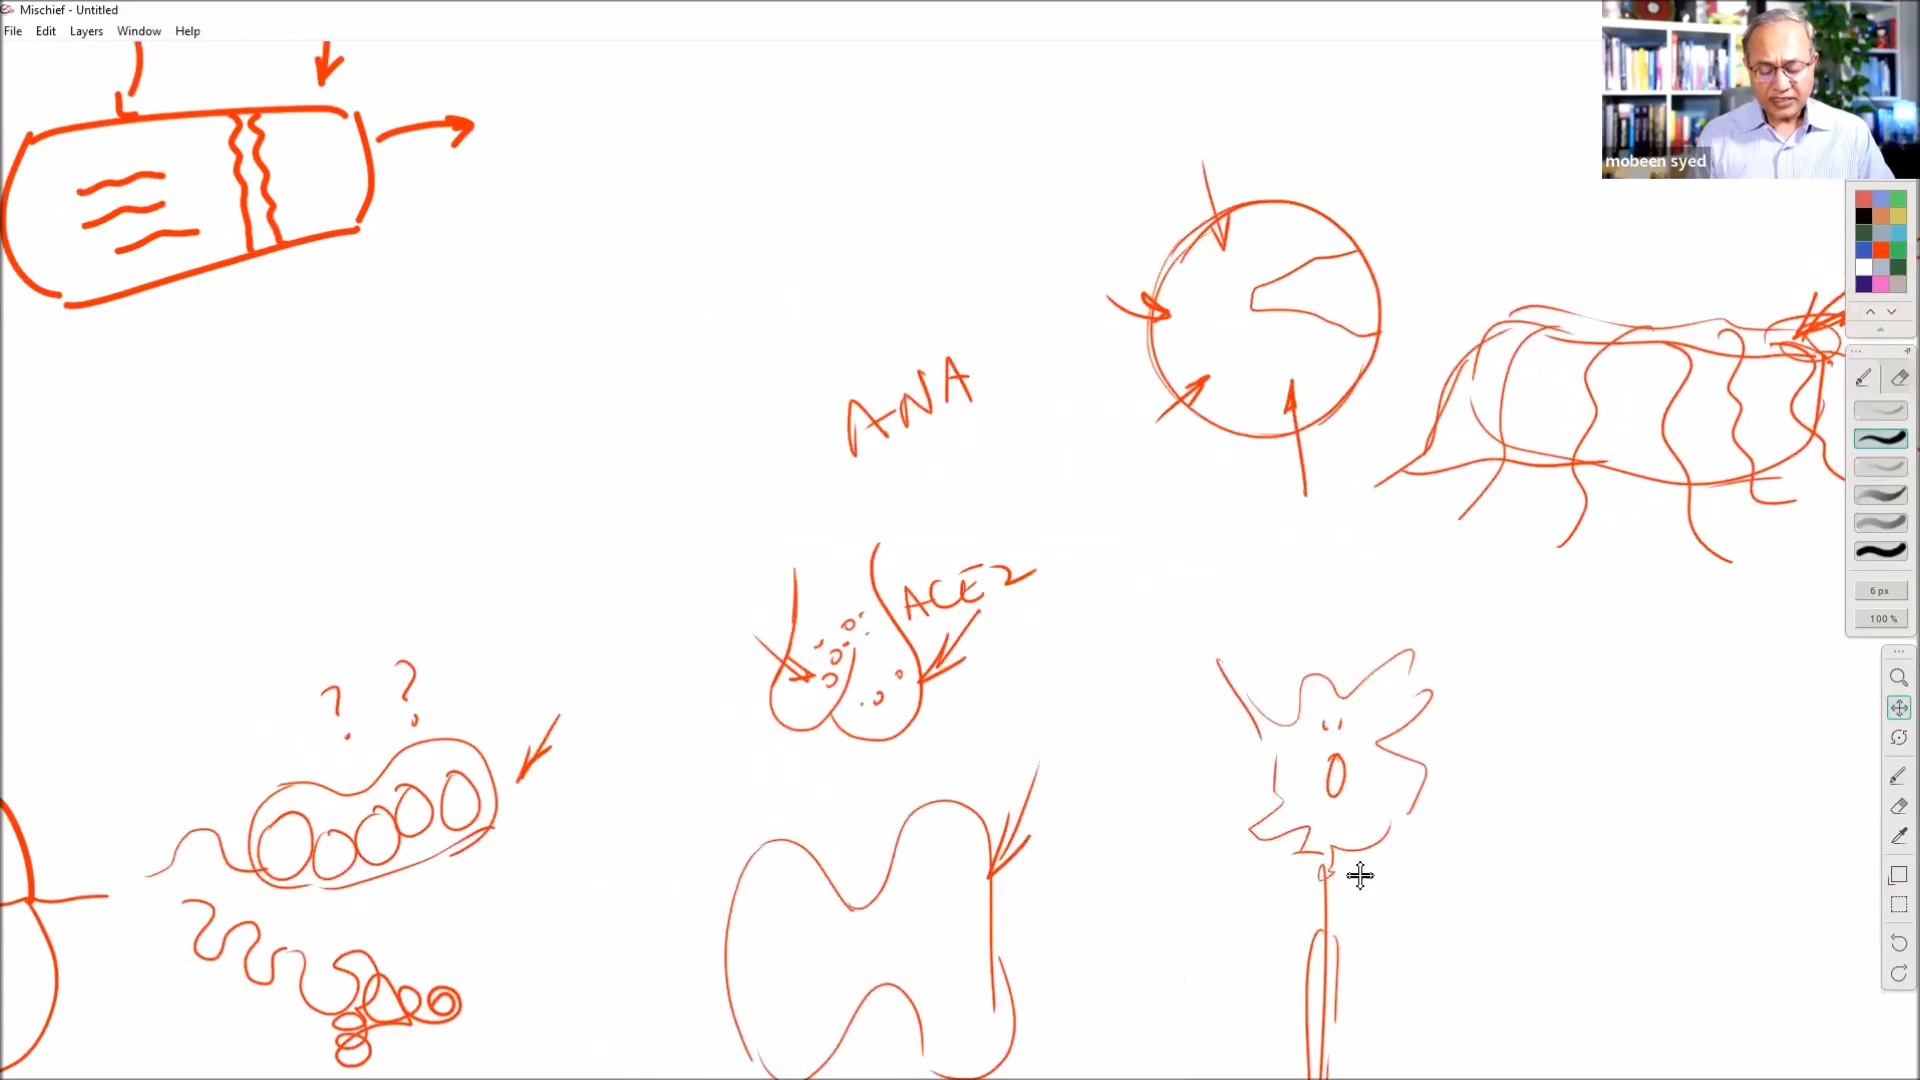 Mischief - Untitled
File Edit Layers Window Help
mobeen syed
ANA
ACE2
? ?
6 px
100 %